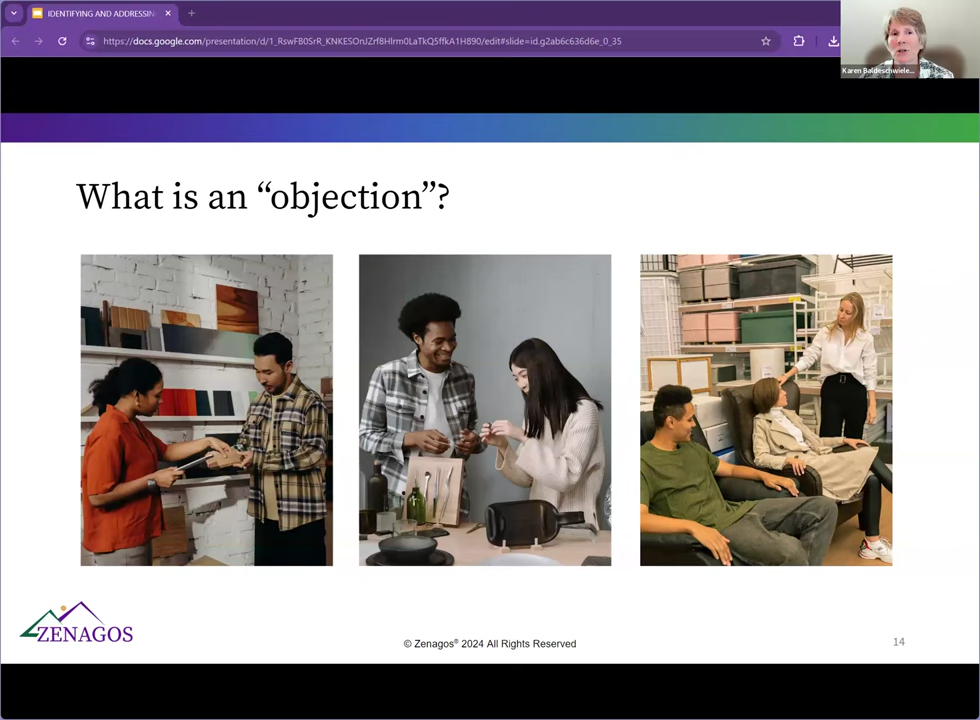 IDENTIFYING AND ADDRESSIN
https://docs.google.com/presentation/d/1_RswFB0SrR_KNKESOnJZrf8Hlrm0LaTkQ5ffkA1H890/edit#slide=id.g2ab6c636d6e_0_35
Karen Baldeschwiele...
What is an “objection”?
ZENAGOS
© Zenagos® 2024 All Rights Reserved
14